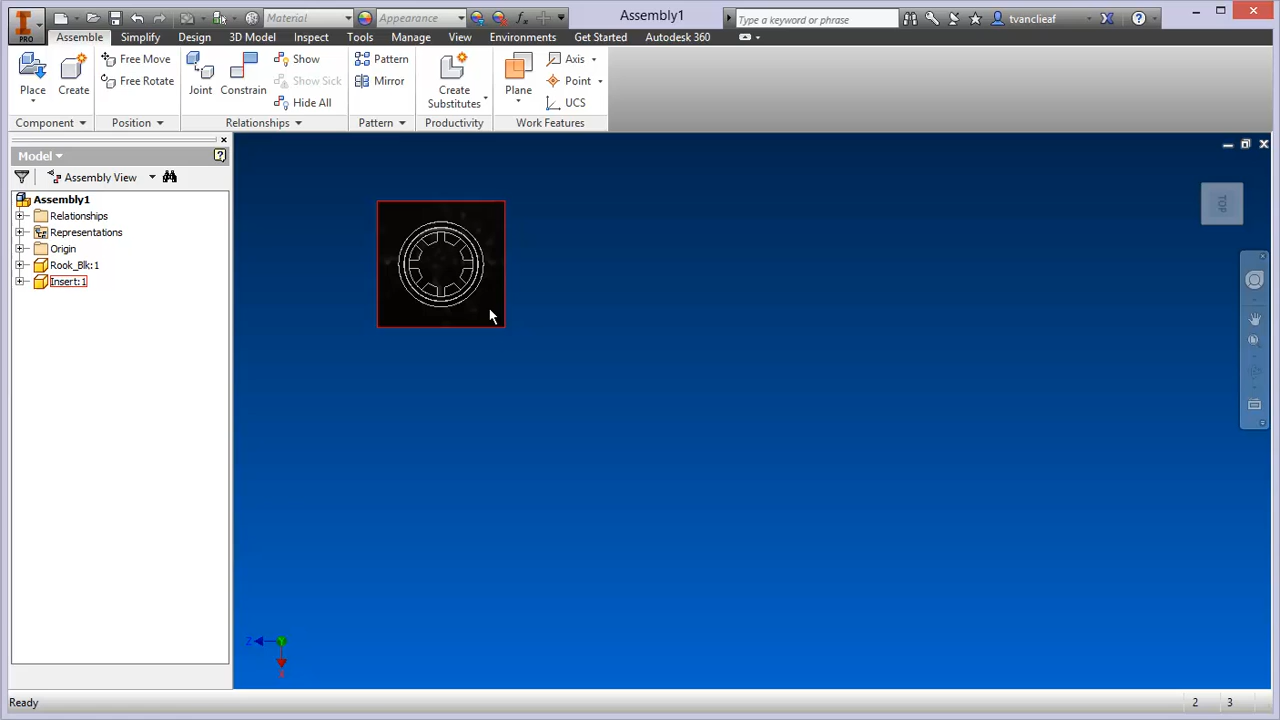 Material
Appearance
Assembly1
Type a keyword or phrase
tvanclieaf
PRO
Assemble Simplify Design 3D Model Inspect Tools Manage View Environments Get Started Autodesk 360
Place
Create
Free Move
Free Rotate
Joint
Constrain
Show
Show Sick
Hide All
Pattern
Mirror
Create
Substitutes
Plane
Axis
Point
UCS
Component Position Relationships Pattern Productivity Work Features
Model
Assembly View
Assembly1
Relationships
Representations
Origin
Rook_Blk:1
Insert:1
TOP
Z
X
Ready
2 3